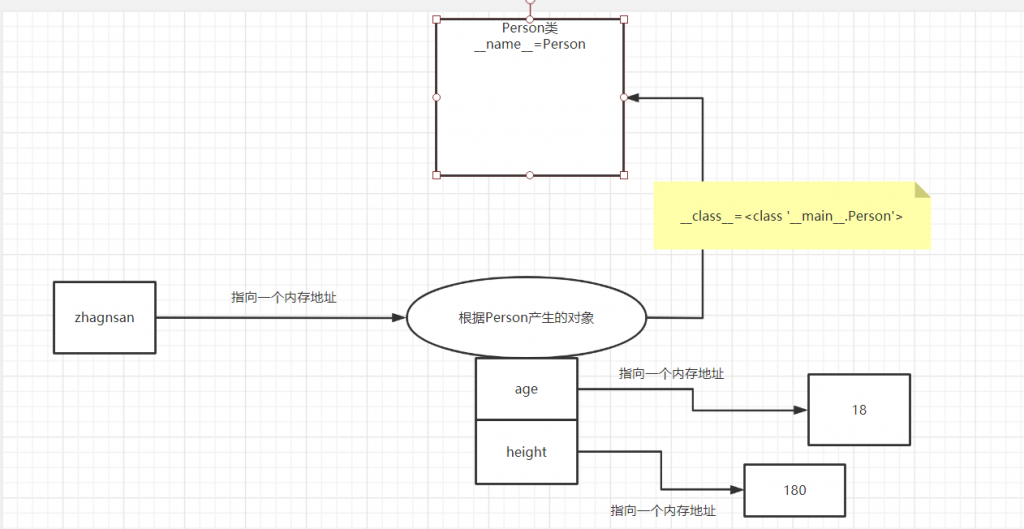 Person类
__name__=Person
__class__=<class '__main__.Person'>
指向一个内存地址
zhagnsan
根据Person产生的对象
指向一个内存地址
age
18
height
180
指向一个内存地址